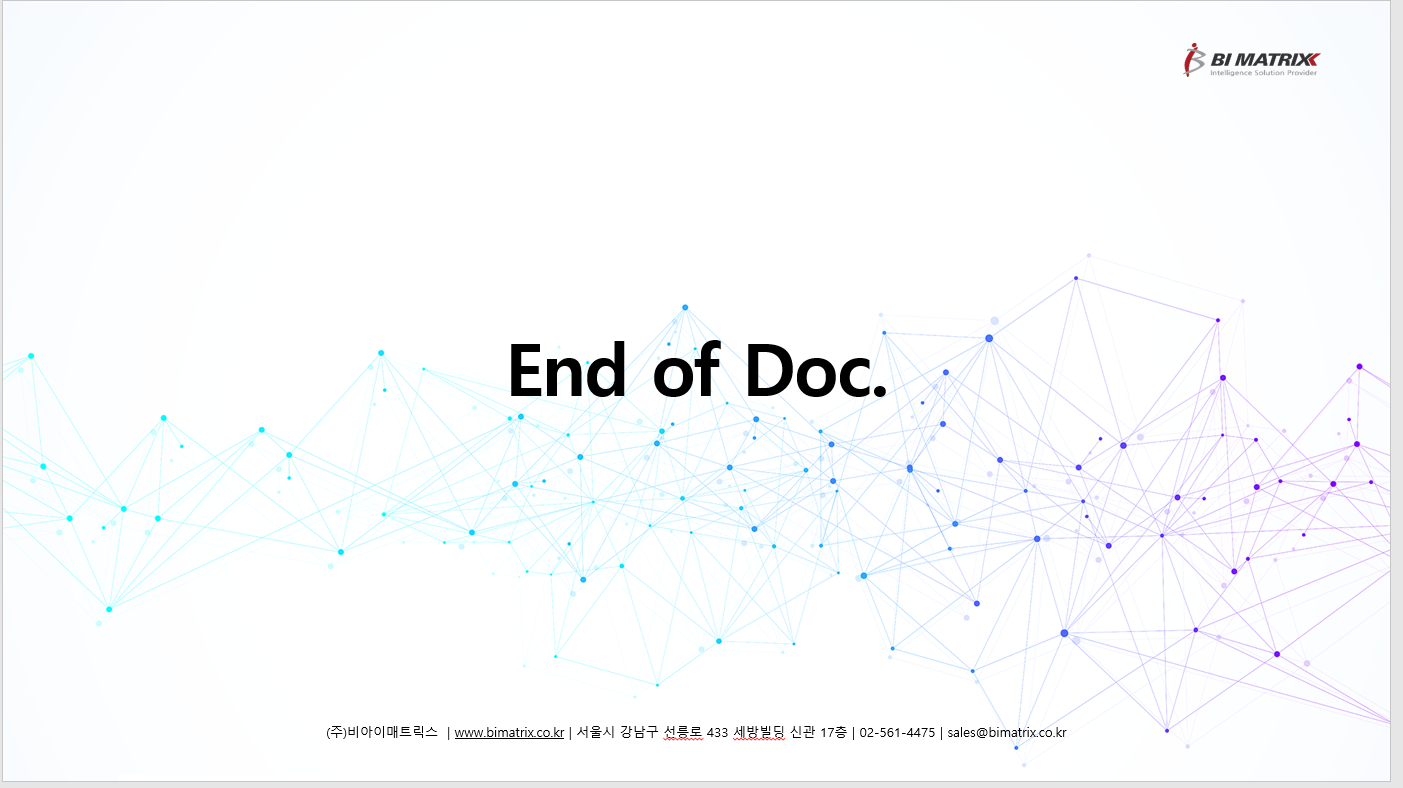 BI MATRIX
Intelligence Solution Provider
End of Doc.
(주)비아이매트릭스 | www.bimatrix.co.kr | 서울시 강남구 선릉로 433 세방빌딩 신관 17층 | 02-561-4475 | sales@bimatrix.co.kr